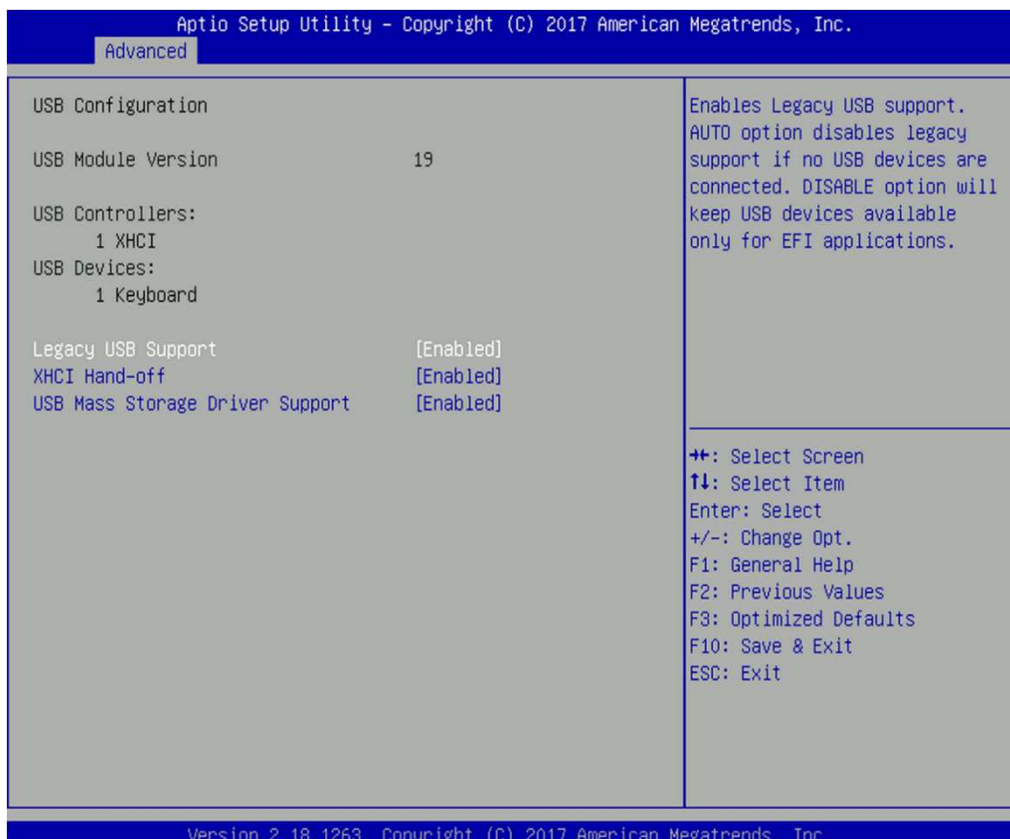 Aptio Setup Utility – Copyright (C) 2017 American Megatrends, Inc.
Advanced
USB Configuration
USB Module Version 19
USB Controllers:
1 XHCI
USB Devices:
1 Keyboard
Legacy USB Support [Enabled]
XHCI Hand-off [Enabled]
USB Mass Storage Driver Support [Enabled]
Enables Legacy USB support.
AUTO option disables legacy
support if no USB devices are
connected. DISABLE option will
keep USB devices available
only for EFI applications.
→←: Select Screen
↑↓: Select Item
Enter: Select
+/-: Change Opt.
F1: General Help
F2: Previous Values
F3: Optimized Defaults
F10: Save & Exit
ESC: Exit
Version 2.18.1263. Copyright (C) 2017 American Megatrends, Inc.